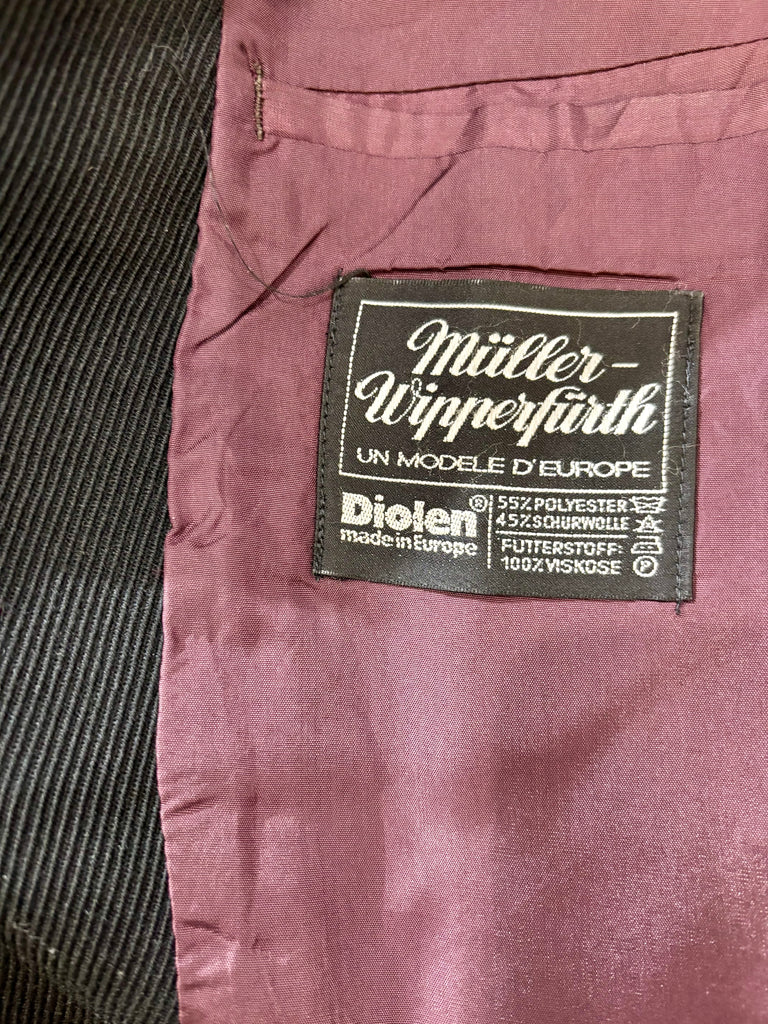 Müller-
Wipperfürth
UN MODELE D'EUROPE
Diolen®
made in Europe
55% POLYESTER
45% SCHURWOLLE
FUTTERSTOFF:
100% VISKOSE
P